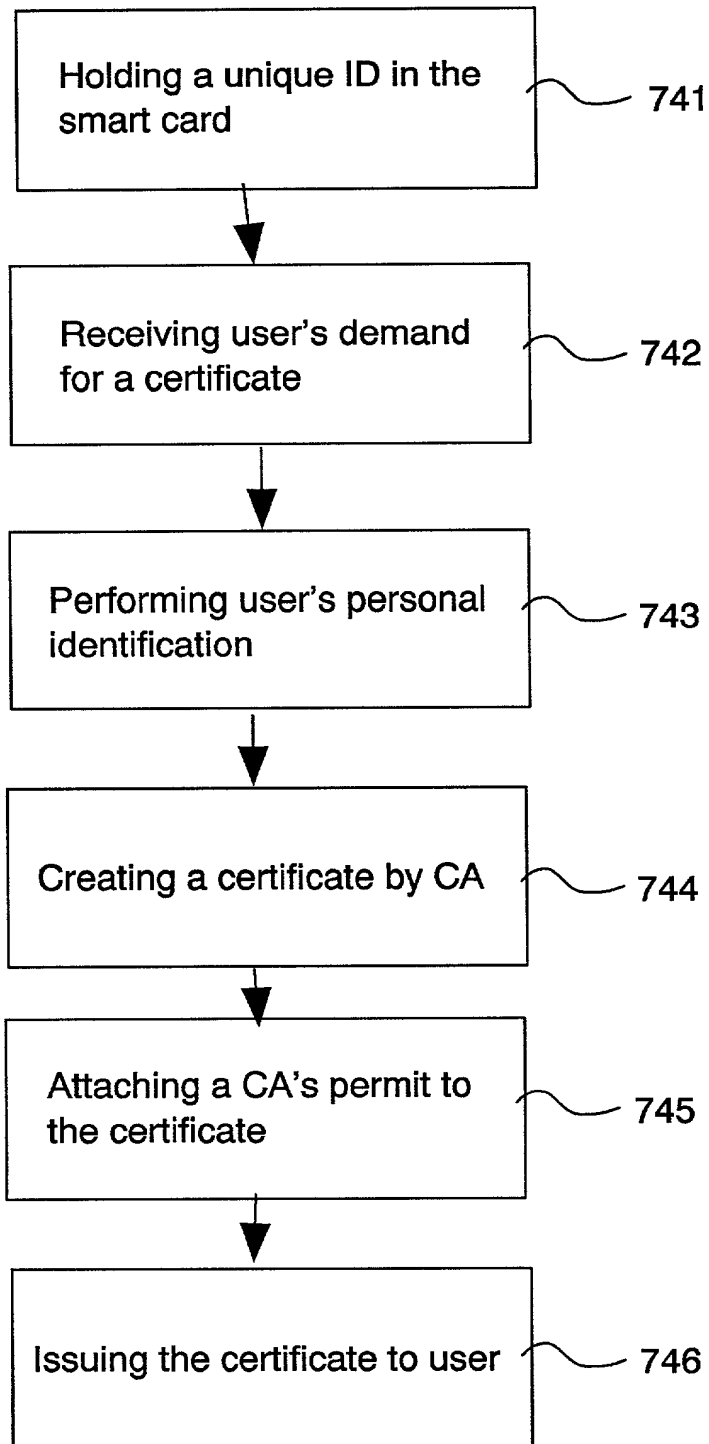 Holding a unique ID in the
smart card
741
Receiving user's demand
for a certificate
742
Performing user's personal
identification
743
Creating a certificate by CA
744
Attaching a CA's permit to
the certificate
745
Issuing the certificate to user
746